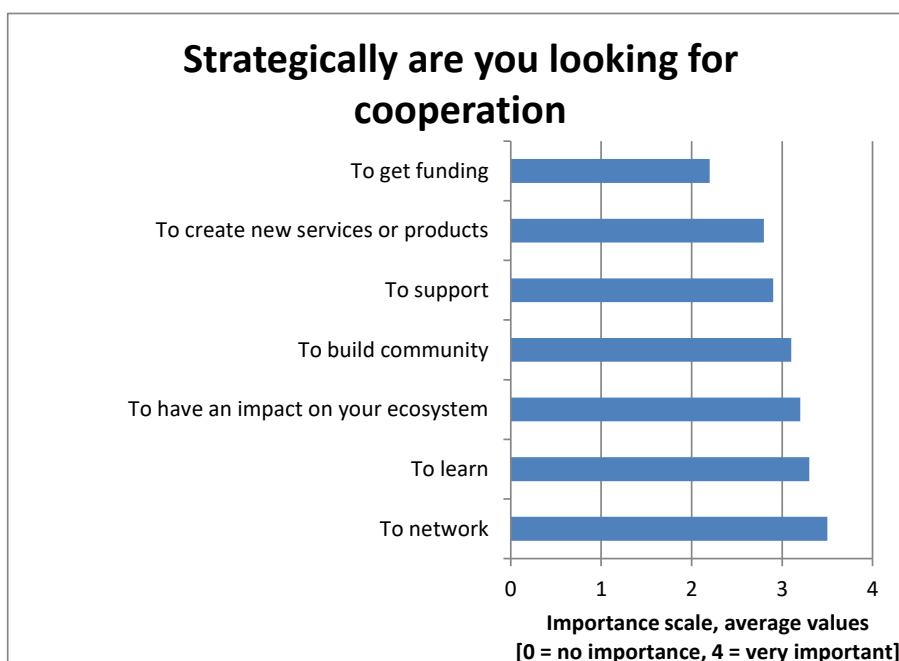 Strategically are you looking for
cooperation
To get funding
To create new services or products
To support
To build community
To have an impact on your ecosystem
To learn
To network
0 1 2 3 4
Importance scale, average values
[0 = no importance, 4 = very important]